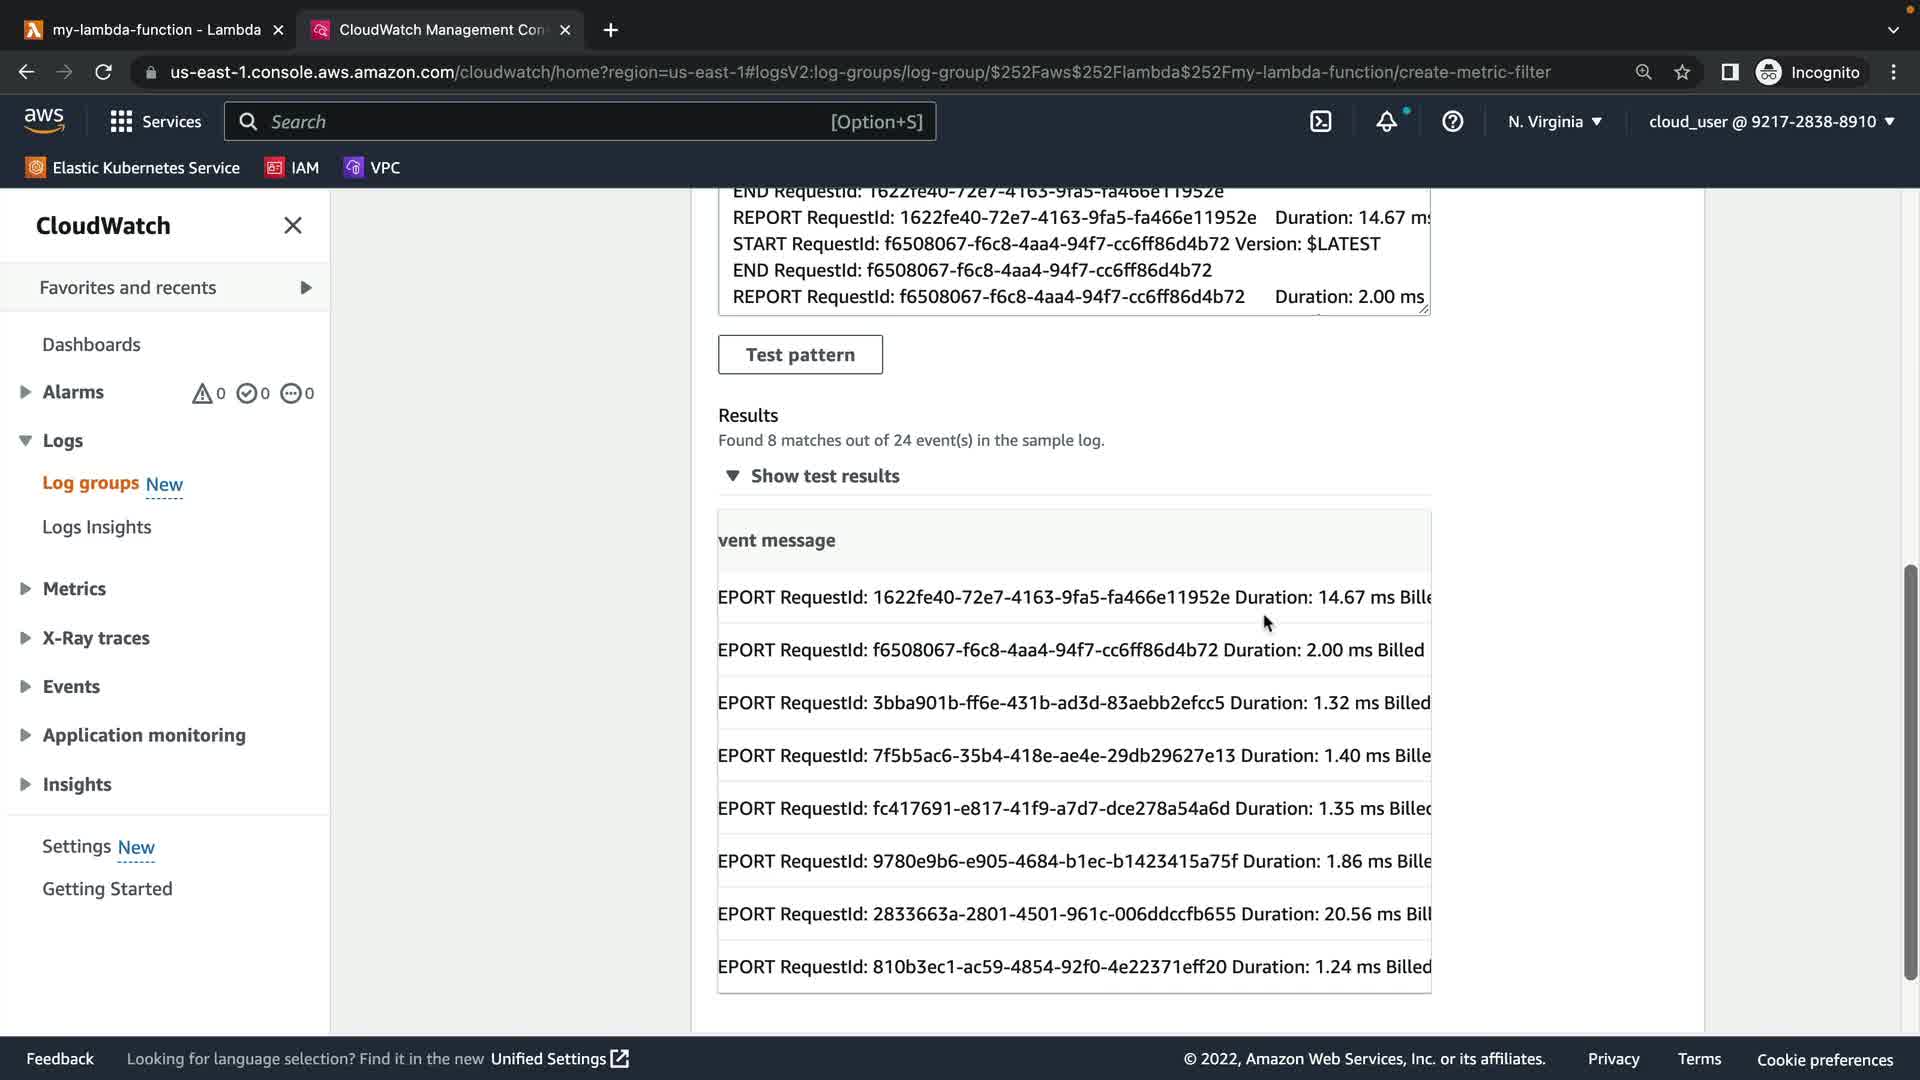 my-lambda-function - Lambda
CloudWatch Management Con
us-east-1.console.aws.amazon.com/cloudwatch/home?region=us-east-1#logsV2:log-groups/log-group/$252Faws$252Flambda$252Fmy-lambda-function/create-metric-filter
Incognito
aws
Services
Search
[Option+S]
N. Virginia
cloud_user @ 9217-2838-8910
Elastic Kubernetes Service
IAM
VPC
CloudWatch
Favorites and recents
Dashboards
Alarms
0
0
0
Logs
Log groups New
Logs Insights
Metrics
X-Ray traces
Events
Application monitoring
Insights
Settings New
Getting Started
END RequestId: 1622fe40-72e7-4163-9fa5-fa466e11952e
REPORT RequestId: 1622fe40-72e7-4163-9fa5-fa466e11952e Duration: 14.67 ms
START RequestId: f6508067-f6c8-4aa4-94f7-cc6ff86d4b72 Version: $LATEST
END RequestId: f6508067-f6c8-4aa4-94f7-cc6ff86d4b72
REPORT RequestId: f6508067-f6c8-4aa4-94f7-cc6ff86d4b72 Duration: 2.00 ms
Test pattern
Results
Found 8 matches out of 24 event(s) in the sample log.
Show test results
vent message
EPORT RequestId: 1622fe40-72e7-4163-9fa5-fa466e11952e Duration: 14.67 ms Bille
EPORT RequestId: f6508067-f6c8-4aa4-94f7-cc6ff86d4b72 Duration: 2.00 ms Billed
EPORT RequestId: 3bba901b-ff6e-431b-ad3d-83aebb2efcc5 Duration: 1.32 ms Billed
EPORT RequestId: 7f5b5ac6-35b4-418e-ae4e-29db29627e13 Duration: 1.40 ms Bille
EPORT RequestId: fc417691-e817-41f9-a7d7-dce278a54a6d Duration: 1.35 ms Billed
EPORT RequestId: 9780e9b6-e905-4684-b1ec-b1423415a75f Duration: 1.86 ms Bille
EPORT RequestId: 2833663a-2801-4501-961c-006ddccfb655 Duration: 20.56 ms Bill
EPORT RequestId: 810b3ec1-ac59-4854-92f0-4e22371eff20 Duration: 1.24 ms Billed
Feedback
Looking for language selection? Find it in the new Unified Settings
© 2022, Amazon Web Services, Inc. or its affiliates.
Privacy
Terms
Cookie preferences